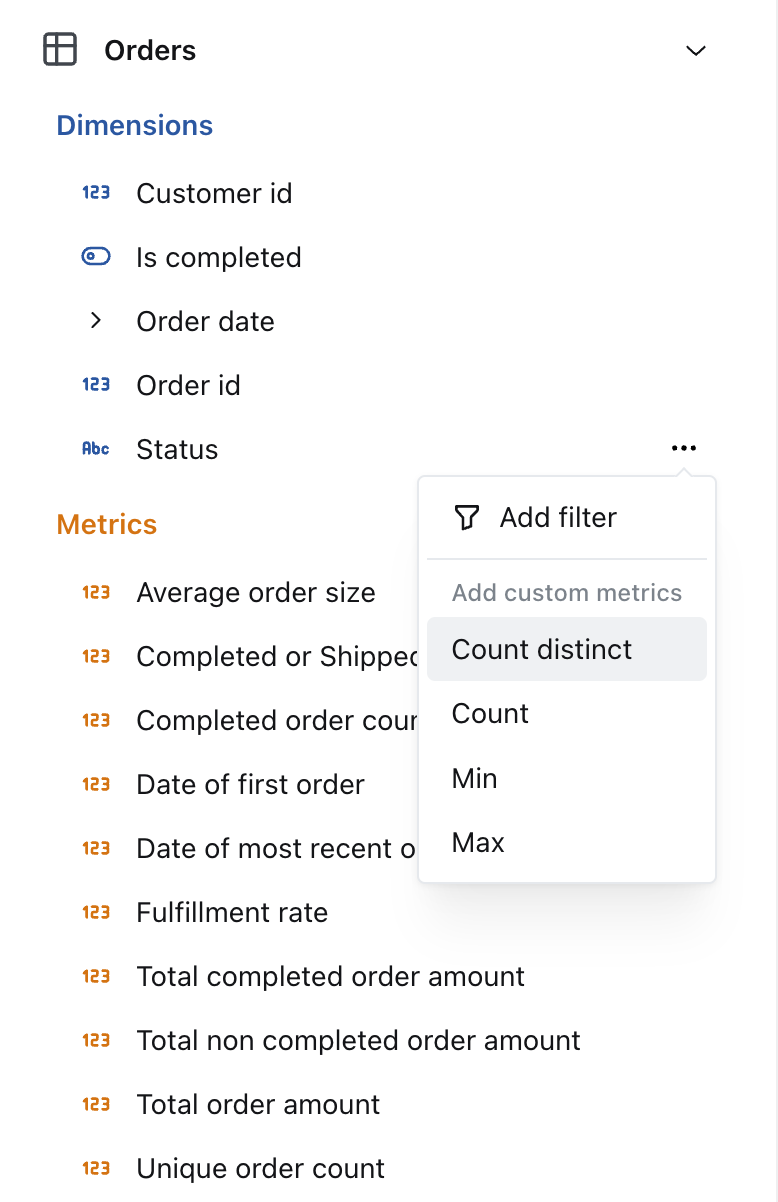 Orders
Dimensions
123 Customer id
Is completed
Order date
123 Order id
Abc Status
Add filter
Add custom metrics
Count distinct
Count
Min
Max
Metrics
123 Average order size
123 Completed or Shipped
123 Completed order
123 Date of first order
123 Date of most recent
123 Fulfillment rate
123 Total completed order amount
123 Total non completed order amount
123 Total order amount
123 Unique order count